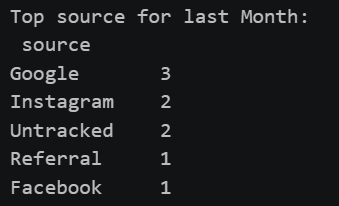 Top source for last Month:
source
Google 3
Instagram 2
Untracked 2
Referral 1
Facebook 1